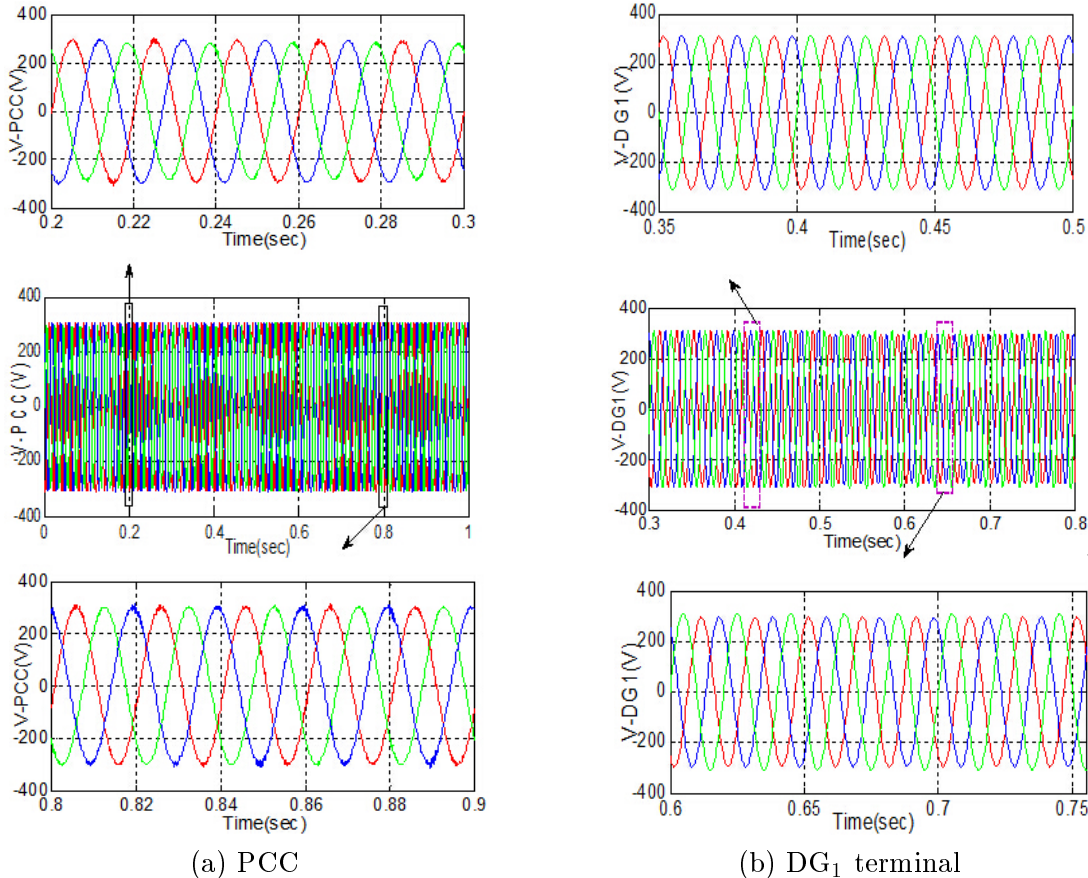 400
200
0
-200
-400
V-PCC(V)
0.2 0.22 0.24 0.26 0.28 0.3
Time(sec)
400
200
0
-200
-400
V-D G1(V)
0.35 0.4 0.45 0.5
Time(sec)
400
200
0
-200
-400
-V-P C C (V)
0 0.2 0.4 0.6 0.8 1
Time(sec)
400
200
0
-200
-400
V-DG1(V)
0.3 0.4 0.5 0.6 0.7 0.8
Time(sec)
400
200
0
-200
-400
V-PCC(V)
0.8 0.82 0.84 0.86 0.88 0.9
Time(sec)
400
200
0
-200
-400
V-DG1(V)
0.6 0.65 0.7 0.75
Time(sec)
(a) PCC
(b) DG₁ terminal